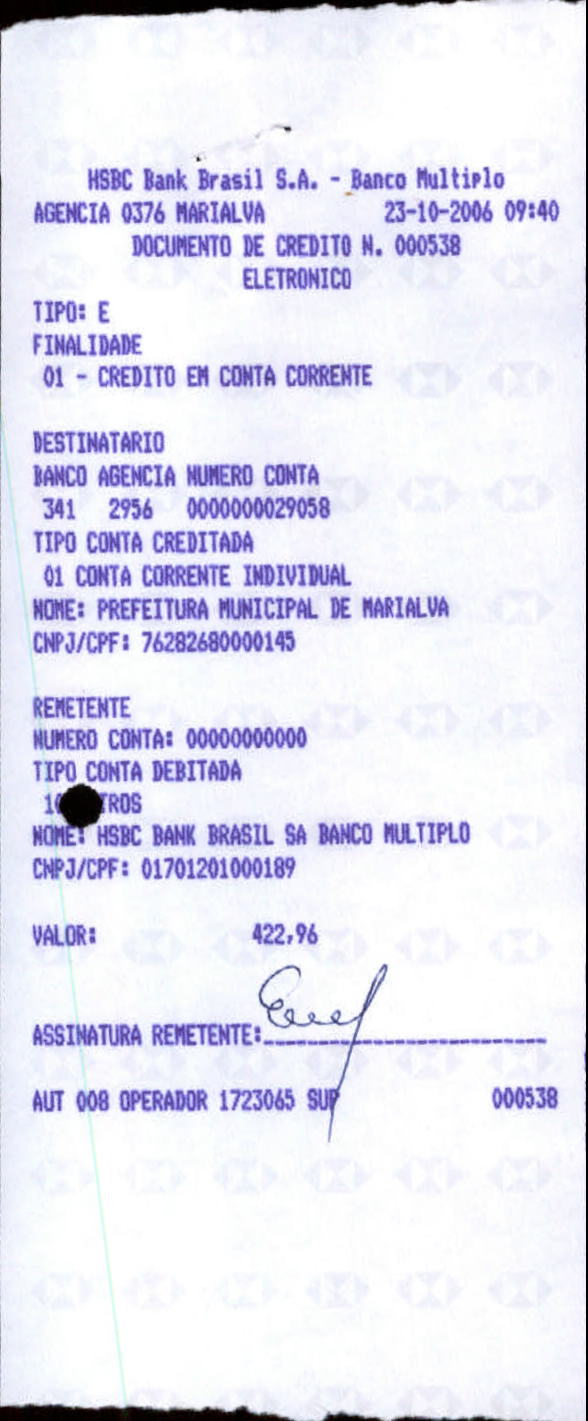 HSBC Bank Brasil S.A. - Banco Multiplo
AGENCIA 0376 MARIALVA 23-10-2006 09:40
DOCUMENTO DE CREDITO N. 000538
ELETRONICO
TIPO: E
FINALIDADE
01 - CREDITO EM CONTA CORRENTE
DESTINATARIO
BANCO AGENCIA NUMERO CONTA
341 2956 0000000029058
TIPO CONTA CREDITADA
01 CONTA CORRENTE INDIVIDUAL
NOME: PREFEITURA MUNICIPAL DE MARIALVA
CNPJ/CPF: 76282680000145
REMETENTE
NUMERO CONTA: 00000000000
TIPO CONTA DEBITADA
NOME: HSBC BANK BRASIL SA BANCO MULTIPLO
CNPJ/CPF: 01701201000189
VALOR: 422,96
ASSINATURA REMETENTE:
AUT 008 OPERADOR 1723065 SUP 000538